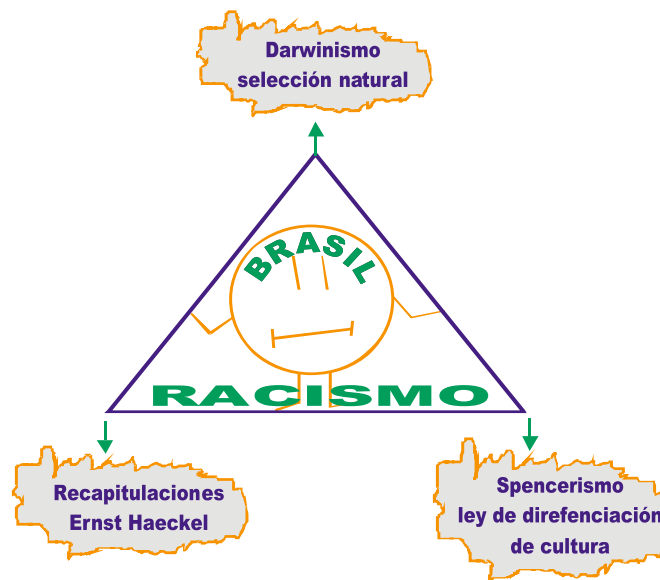 Darwinismo
selección natural
BRASIL
RACISMO
Recapitulaciones
Ernst Haeckel
Spencerismo
ley de direfenciación
de cultura